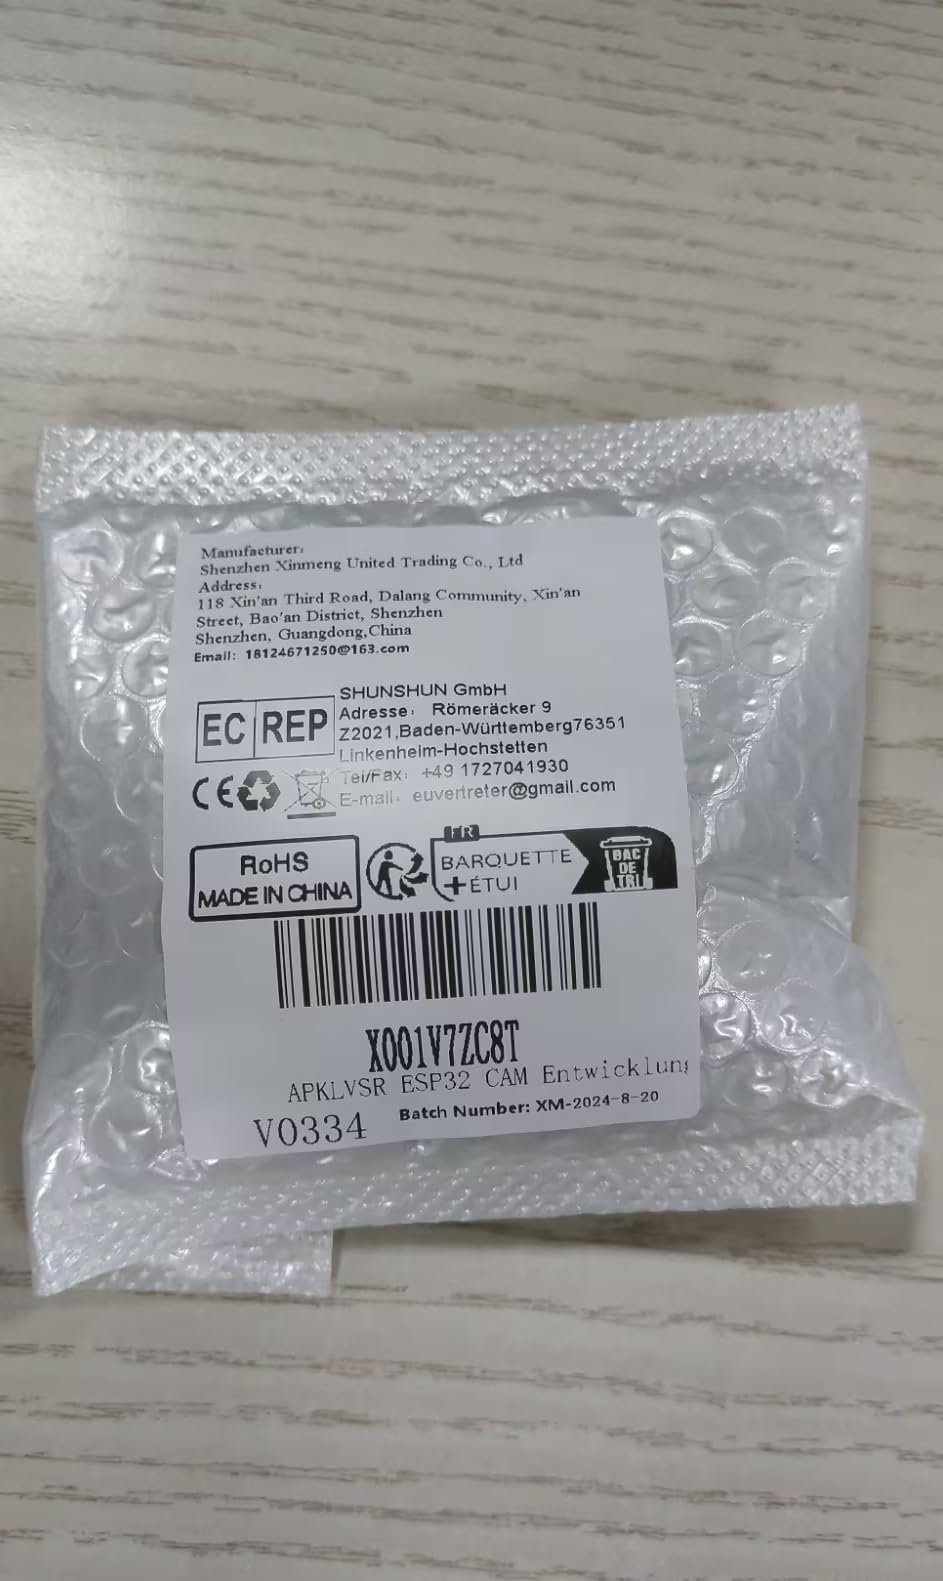 Manufacturer:
Shenzhen Xinmeng United Trading Co., Ltd
Address:
118 Xin'an Third Road, Dalang Community, Xin'an
Street, Bao'an District, Shenzhen
Shenzhen, Guangdong,China
Email: 18124671250@163.com
EC REP
SHUNSHUN GmbH
Adresse: Römeräcker 9
Z2021,Baden-Württemberg76351
Linkenheim-Hochstetten
Tel/Fax: +49 1727041930
E-mail: euvertreter@gmail.com
CE
RoHS
MADE IN CHINA
FR
BARQUETTE
+ÉTUI
BAC
DE
TRI
X001V7ZC8T
APKLVSR ESP32 CAM Entwicklung
V0334
Batch Number: XM-2024-8-20